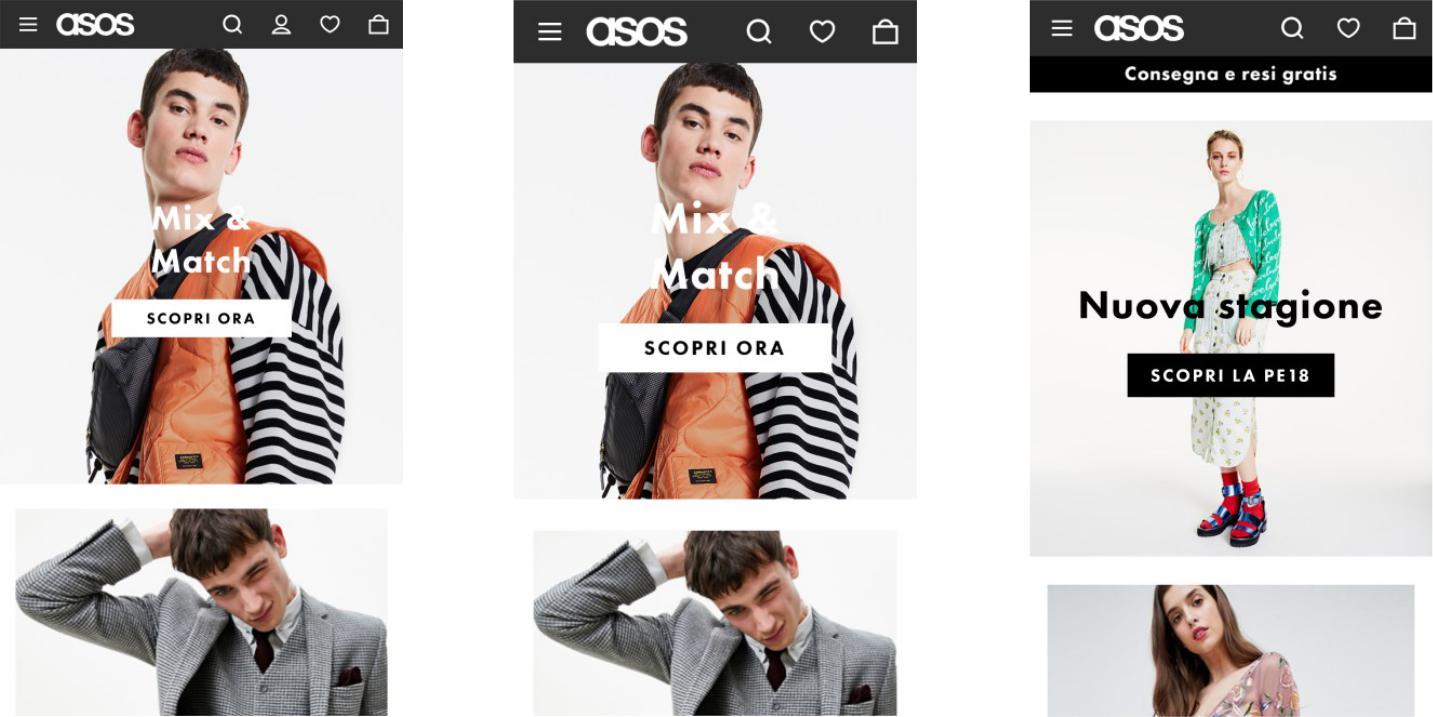 asos
Mix &
Match
SCOPRI ORA
asos
Mix &
Match
SCOPRI ORA
asos
Consegna e resi gratis
Nuova stagione
SCOPRI LA PE18